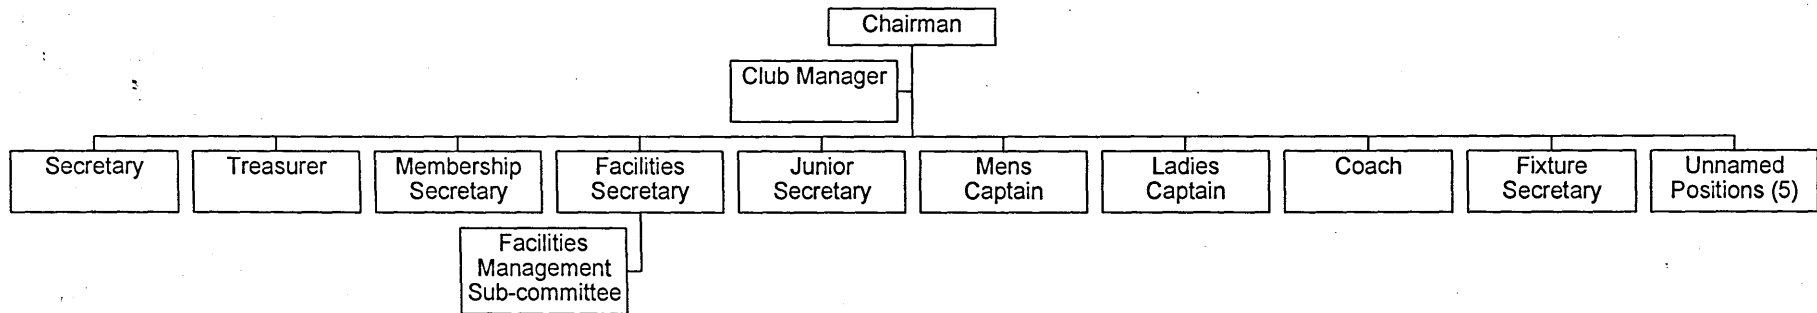 Chairman
Club Manager
Secretary
Treasurer
Membership
Secretary
Facilities
Secretary
Junior
Secretary
Mens
Captain
Ladies
Captain
Coach
Fixture
Secretary
Unnamed
Positions (5)
Facilities
Management
Sub-committee